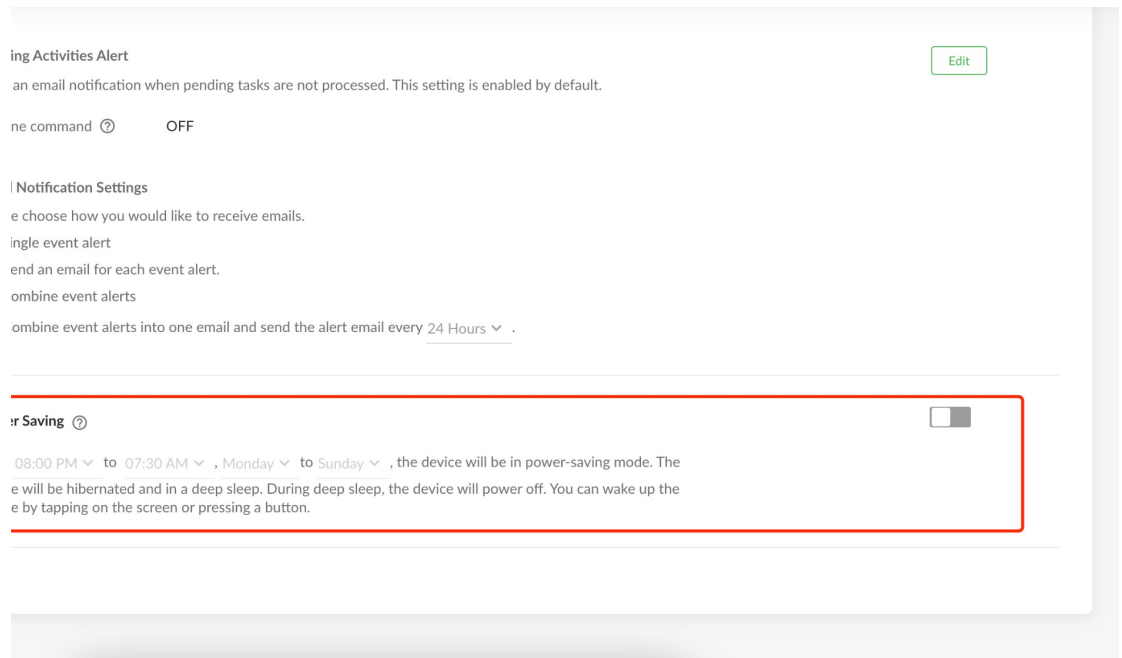 ing Activities Alert
Edit
an email notification when pending tasks are not processed. This setting is enabled by default.
ne command ? OFF
l Notification Settings
e choose how you would like to receive emails.
ingle event alert
end an email for each event alert.
ombine event alerts
ombine event alerts into one email and send the alert email every 24 Hours .
er Saving ?
08:00 PM to 07:30 AM , Monday to Sunday , the device will be in power-saving mode. The
e will be hibernated and in a deep sleep. During deep sleep, the device will power off. You can wake up the
e by tapping on the screen or pressing a button.